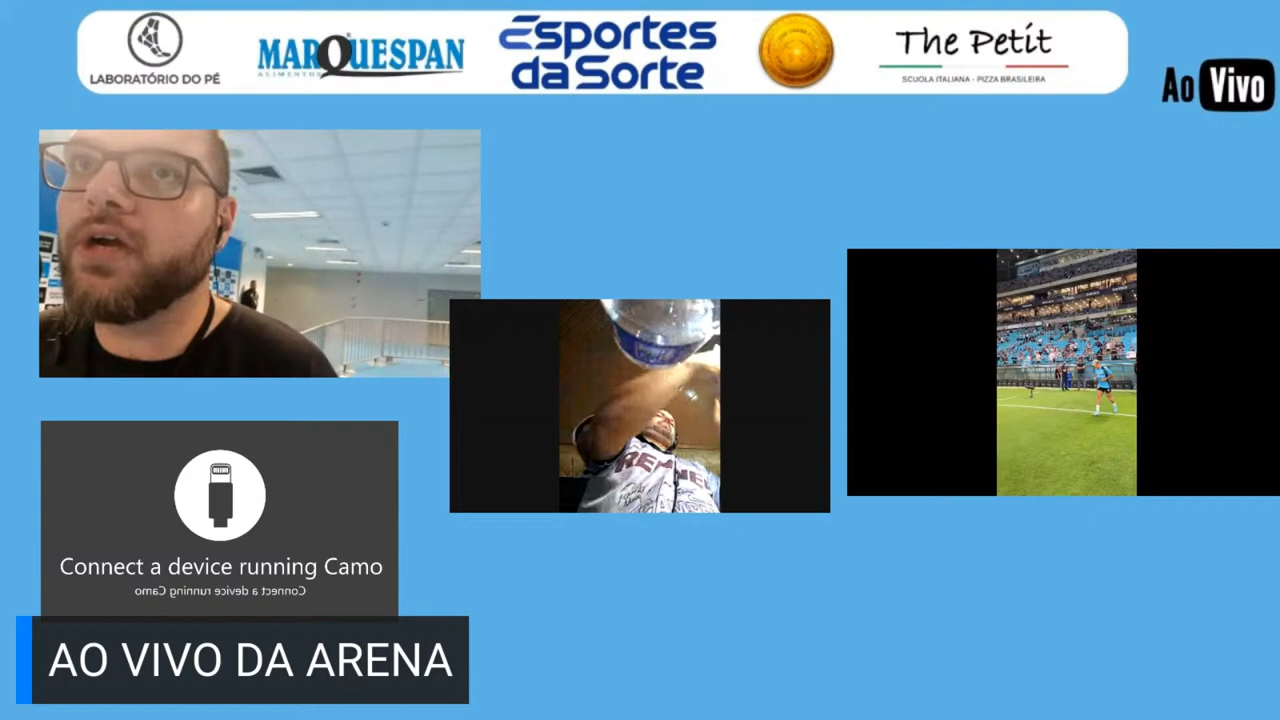 LABORATÓRIO DO PÉ
MARQUESPAN
ALIMENTOS
Esportes
da Sorte
The Petit
SCUOLA ITALIANA - PIZZA BRASILEIRA
Ao Vivo
Connect a device running Camo
Connect a device running Camo
AO VIVO DA ARENA